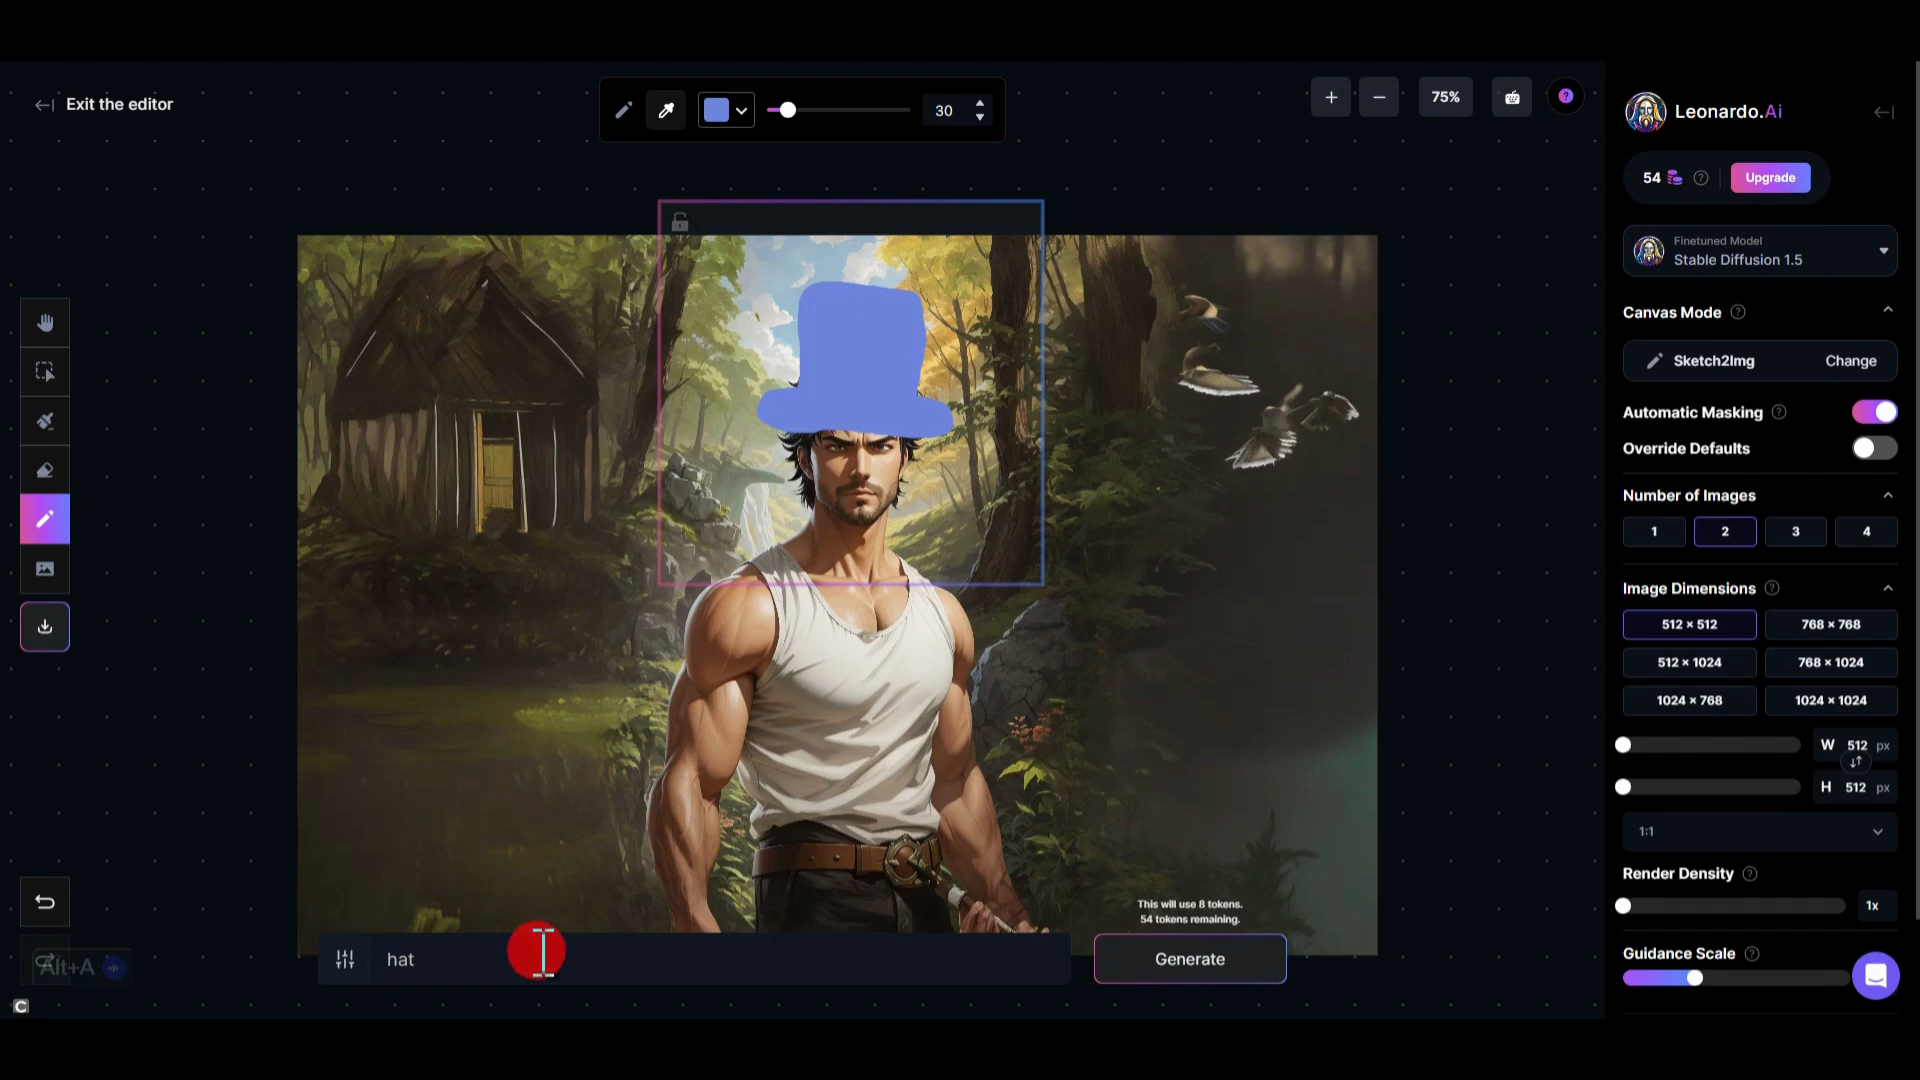 Exit the editor
30
75%
Leonardo.Ai
54
Upgrade
Finetuned Model
Stable Diffusion 1.5
Canvas Mode
Sketch2Img
Change
Automatic Masking
Override Defaults
Number of Images
1
2
3
4
Image Dimensions
512 × 512
768 × 768
512 × 1024
768 × 1024
1024 × 768
1024 × 1024
W 512 px
H 512 px
1:1
Render Density
1x
Guidance Scale
This will use 8 tokens.
54 tokens remaining.
hat
Generate
Alt+A
C